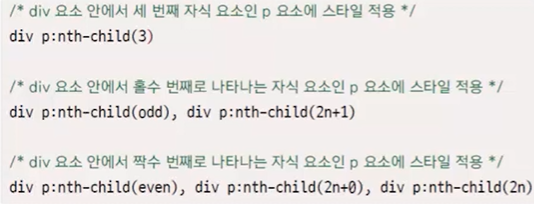 /* div 요소 안에서 세 번째 자식 요소인 p 요소에 스타일 적용 */
div p:nth-child(3)
/* div 요소 안에서 홀수 번째로 나타나는 자식 요소인 p 요소에 스타일 적용 */
div p:nth-child(odd), div p:nth-child(2n+1)
/* div 요소 안에서 짝수 번째로 나타나는 자식 요소인 p 요소에 스타일 적용 */
div p:nth-child(even), div p:nth-child(2n+0), div p:nth-child(2n)